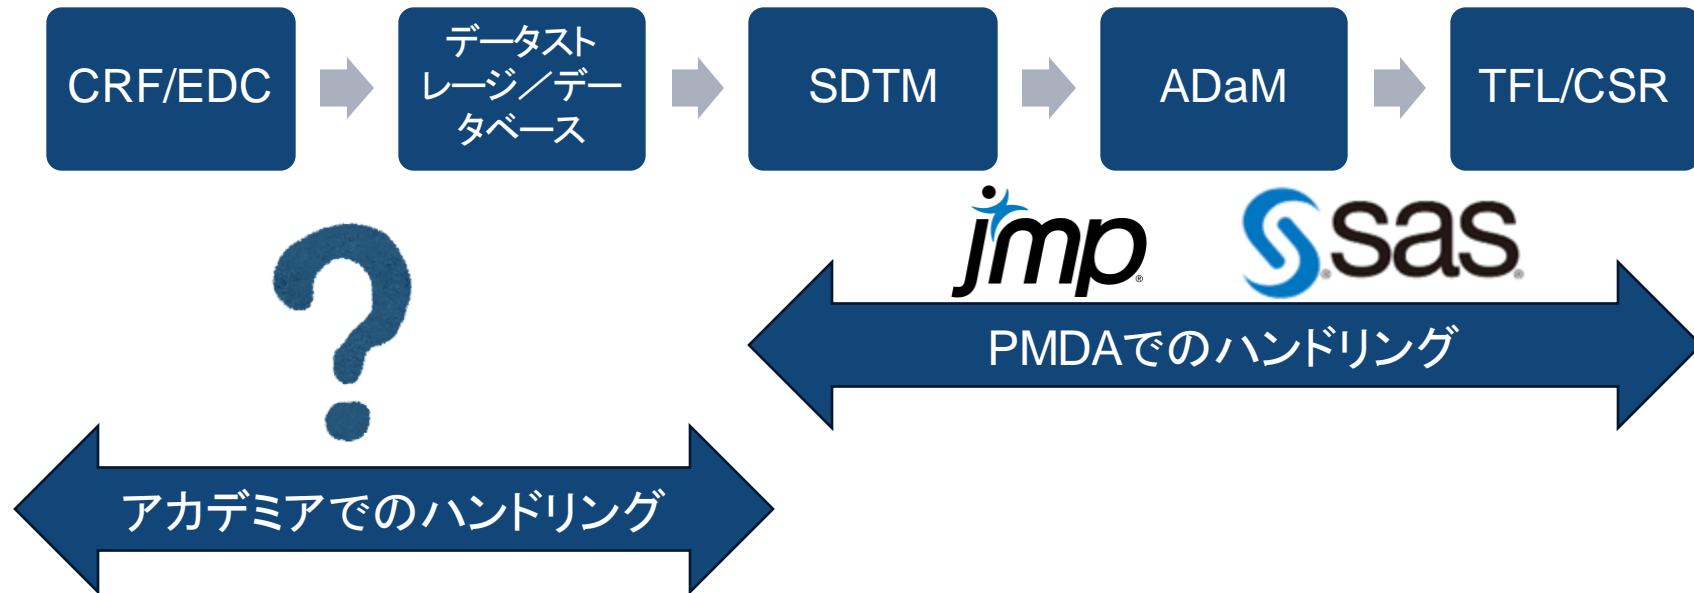 CRF/EDC
データスト
レージ／デー
タベース
SDTM
ADaM
TFL/CSR
jmp®
sas®
?
PMDAでのハンドリング
アカデミアでのハンドリング